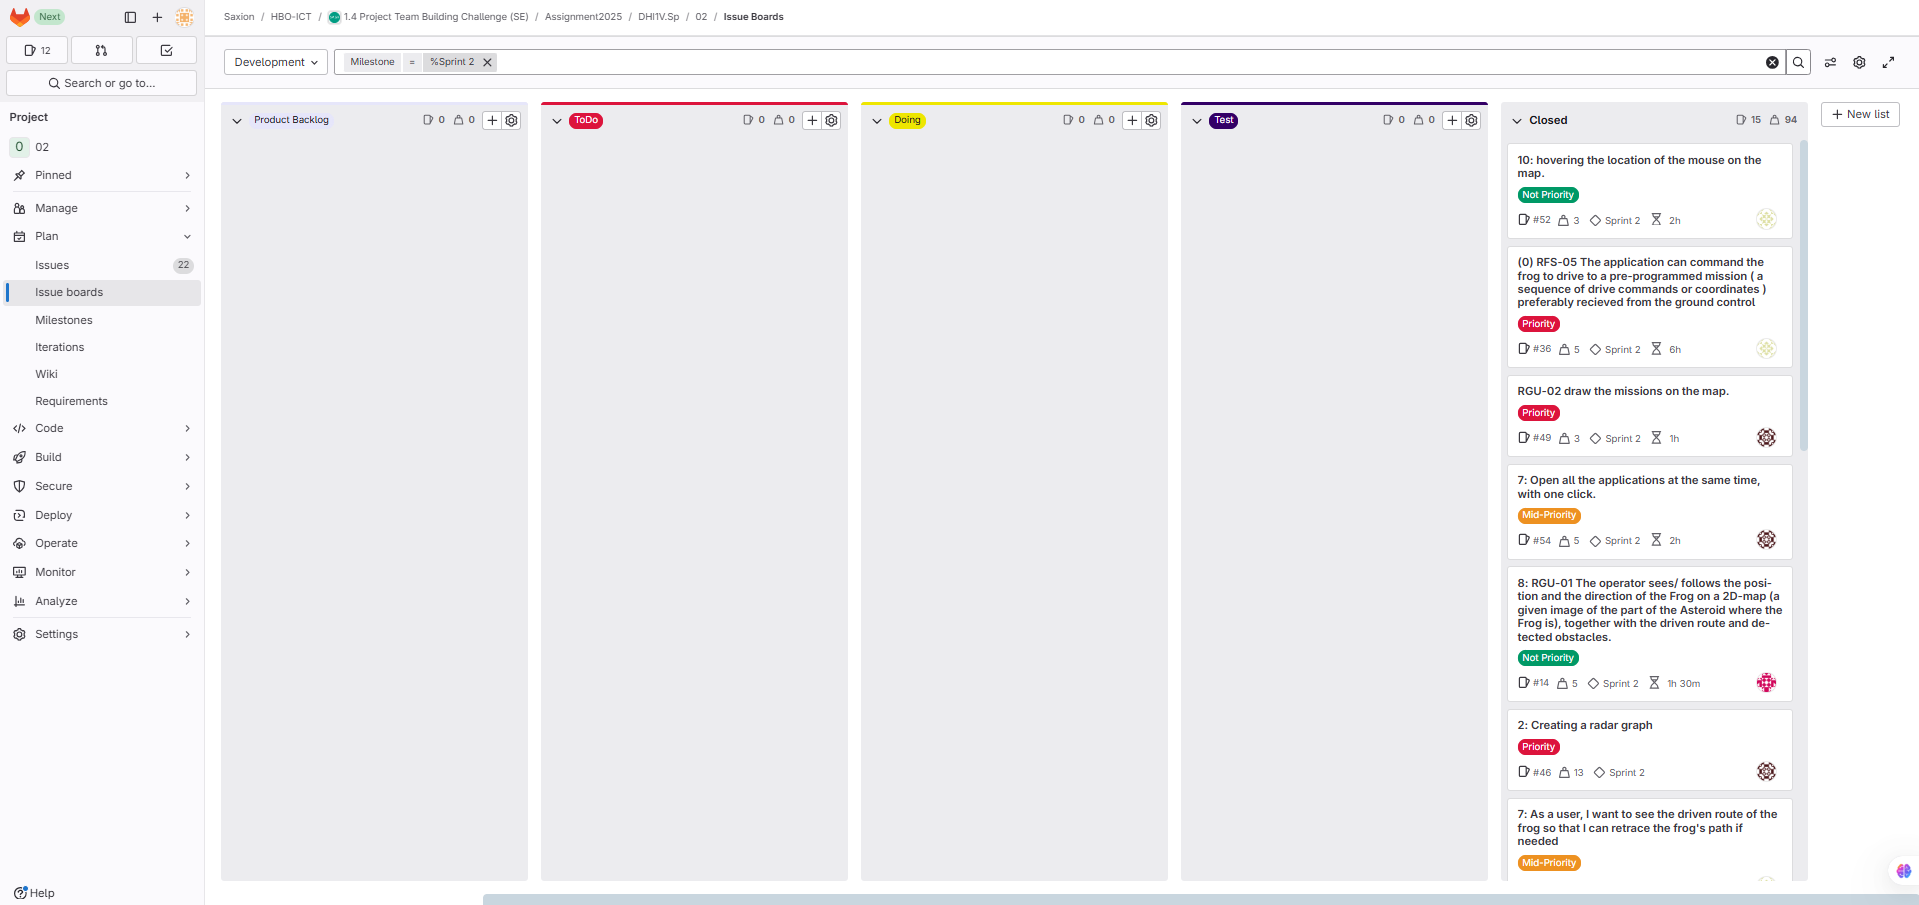 Next
Saxion / HBO-ICT / 1.4 Project Team Building Challenge (SE) / Assignment2025 / DHI1V.Sp / 02 / Issue Boards
12
Search or go to...
Development
Milestone = %Sprint 2
Project
0 02
Pinned
Manage
Plan
Issues 22
Issue boards
Milestones
Iterations
Wiki
Requirements
Code
Build
Secure
Deploy
Operate
Monitor
Analyze
Settings
Help
Product Backlog 0 0
ToDo 0 0
Doing 0 0
Test 0 0
Closed 15 94
New list
10: hovering the location of the mouse on the
map.
Not Priority
#52 3 Sprint 2 2h
(0) RFS-05 The application can command the
frog to drive to a pre-programmed mission ( a
sequence of drive commands or coordinates )
preferably recieved from the ground control
Priority
#36 5 Sprint 2 6h
RGU-02 draw the missions on the map.
Priority
#49 3 Sprint 2 1h
7: Open all the applications at the same time,
with one click.
Mid-Priority
#54 5 Sprint 2 2h
8: RGU-01 The operator sees/ follows the posi-
tion and the direction of the Frog on a 2D-map (a
given image of the part of the Asteroid where the
Frog is), together with the driven route and de-
tected obstacles.
Not Priority
#14 5 Sprint 2 1h 30m
2: Creating a radar graph
Priority
#46 13 Sprint 2
7: As a user, I want to see the driven route of the
frog so that I can retrace the frog's path if
needed
Mid-Priority